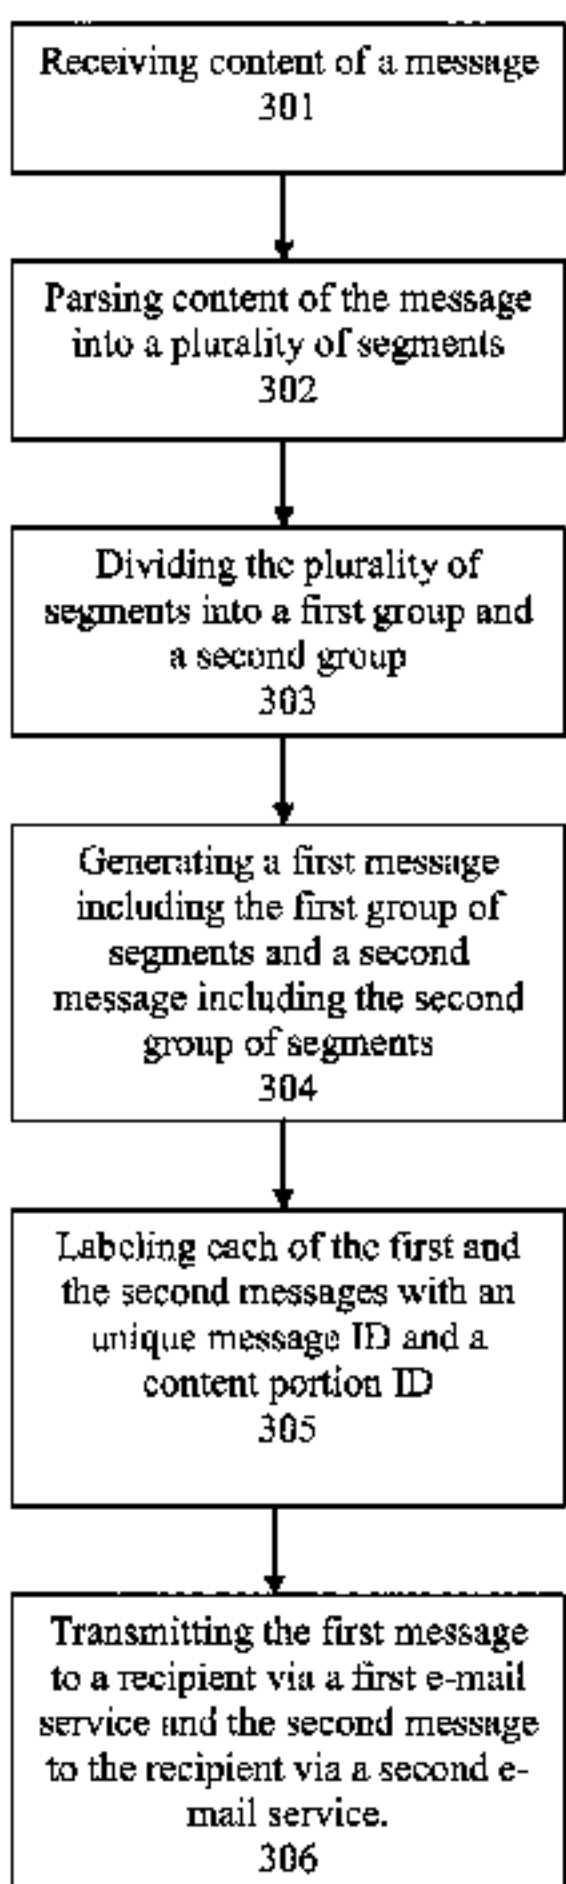 Receiving content of a message
301
Parsing content of the message
into a plurality of segments
302
Dividing the plurality of
segments into a first group and
a second group
303
Generating a first message
including the first group of
segments and a second
message including the second
group of segments
304
Labeling each of the first and
the second messages with an
unique message ID and a
content portion ID
305
Transmitting the first message
to a recipient via a first e-mail
service and the second message
to the recipient via a second e-
mail service.
306